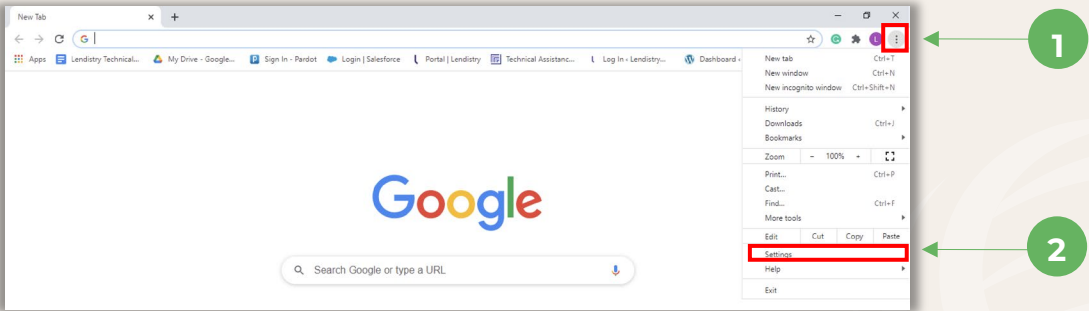 New Tab
1
G
L
Apps Lendistry Technical... My Drive - Google... Sign In - Pardot Login | Salesforce Portal | Lendistry Technical Assistanc... Log In ‹ Lendistry... Dashboard ‹
New tab Ctrl+T
New window Ctrl+N
New incognito window Ctrl+Shift+N
History
Downloads Ctrl+J
Bookmarks
Zoom - 100% +
Print... Ctrl+P
Cast...
Find... Ctrl+F
More tools
Edit Cut Copy Paste
Settings
2
Help
Exit
Google
Search Google or type a URL